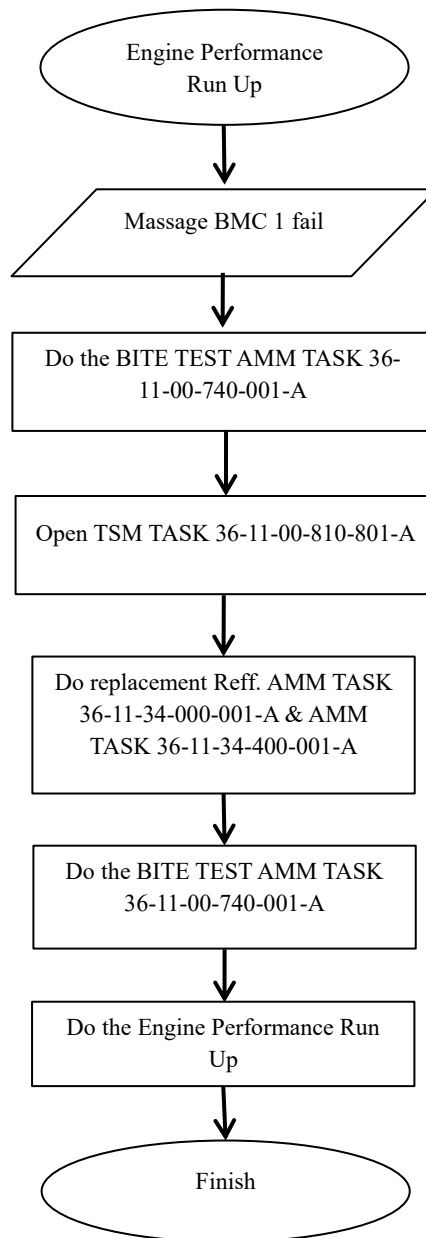 Engine Performance
Run Up
Massage BMC 1 fail
Do the BITE TEST AMM TASK 36-
11-00-740-001-A
Open TSM TASK 36-11-00-810-801-A
Do replacement Reff. AMM TASK
36-11-34-000-001-A & AMM
TASK 36-11-34-400-001-A
Do the BITE TEST AMM TASK
36-11-00-740-001-A
Do the Engine Performance Run
Up
Finish